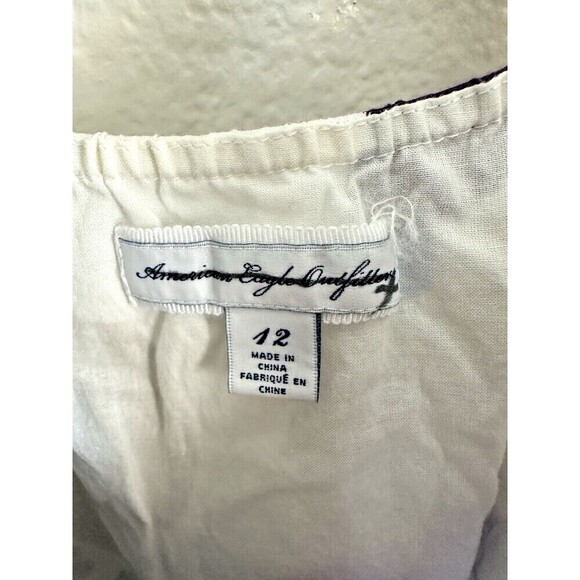 American Eagle Outfitters
12
MADE IN
CHINA
FABRIQUÉ EN
CHINE